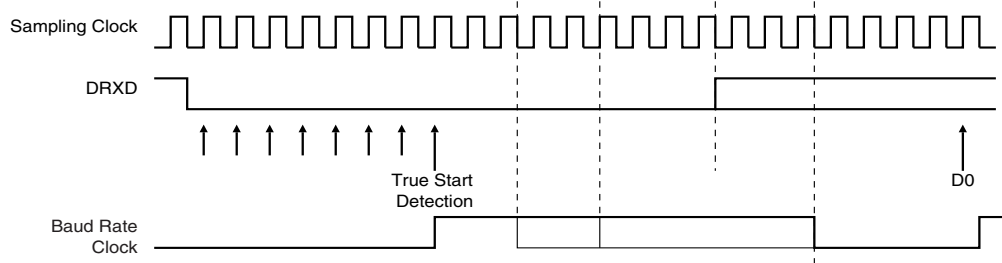 Sampling Clock
DRXD
True Start
Detection
D0
Baud Rate
Clock